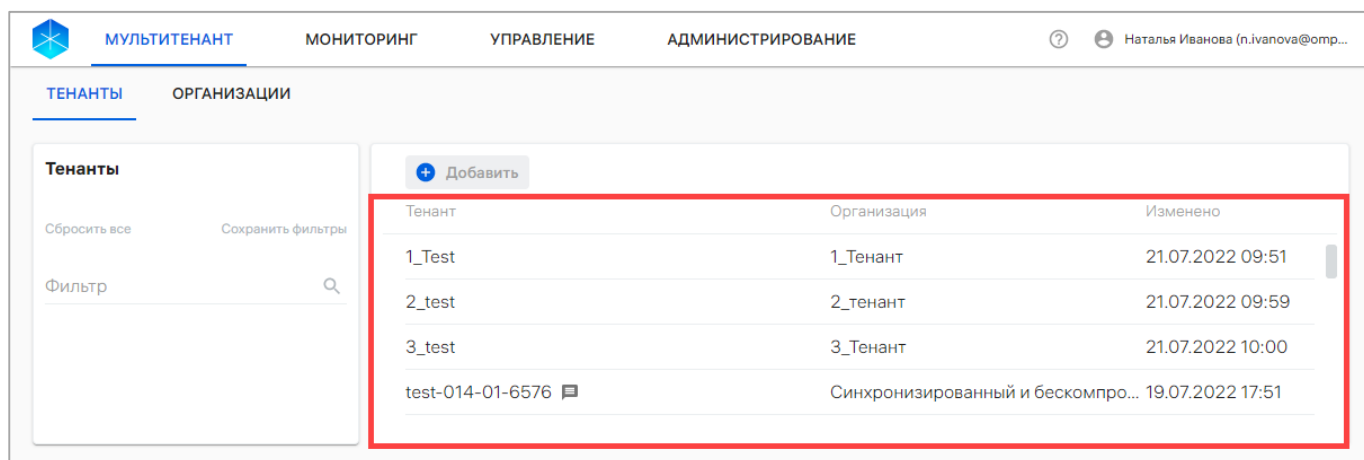 МУЛЬТИТЕНАНТ МОНИТОРИНГ УПРАВЛЕНИЕ АДМИНИСТРИРОВАНИЕ Наталья Иванова (n.ivanova@omp...
ТЕНАНТЫ ОРГАНИЗАЦИИ
Тенанты
Сбросить все Сохранить фильтры
Фильтр
Добавить
Тенант Организация Изменено
1_Test 1_Тенант 21.07.2022 09:51
2_test 2_тенант 21.07.2022 09:59
3_test 3_Тенант 21.07.2022 10:00
test-014-01-6576 Синхронизированный и бескомпро... 19.07.2022 17:51